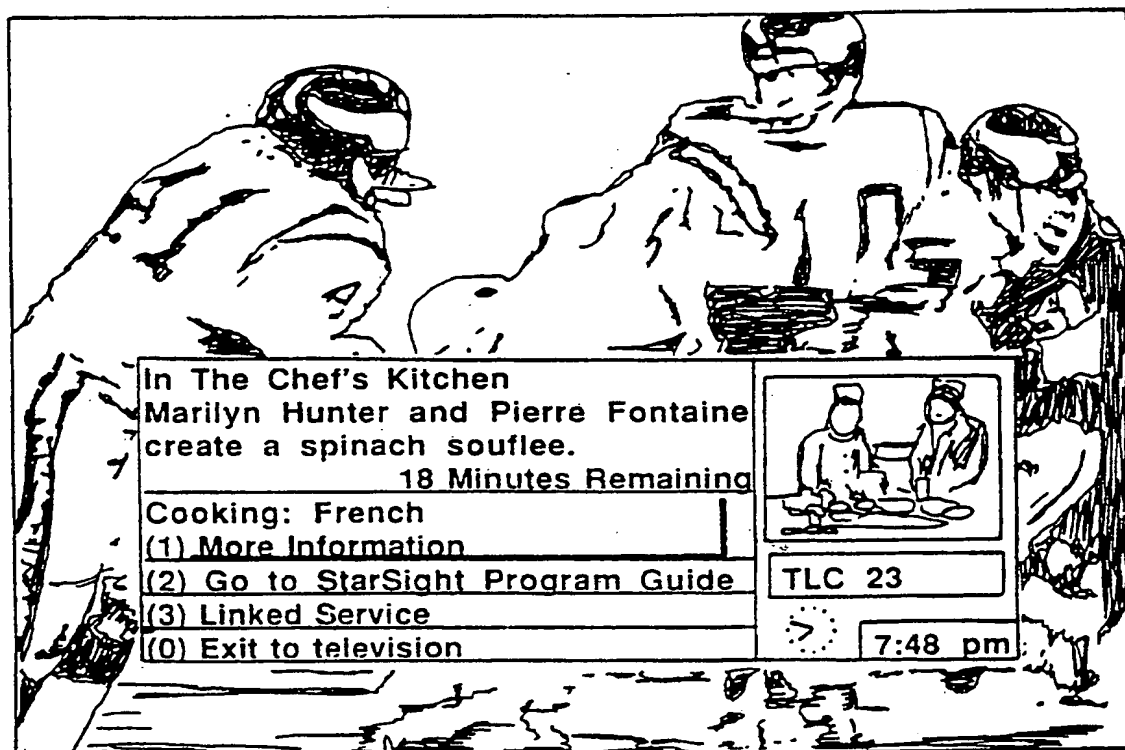 In The Chef's Kitchen
Marilyn Hunter and Pierre Fontaine
create a spinach souflee.
18 Minutes Remaining
Cooking: French
(1) More Information
(2) Go to StarSight Program Guide
(3) Linked Service
(0) Exit to television
TLC 23
7:48 pm